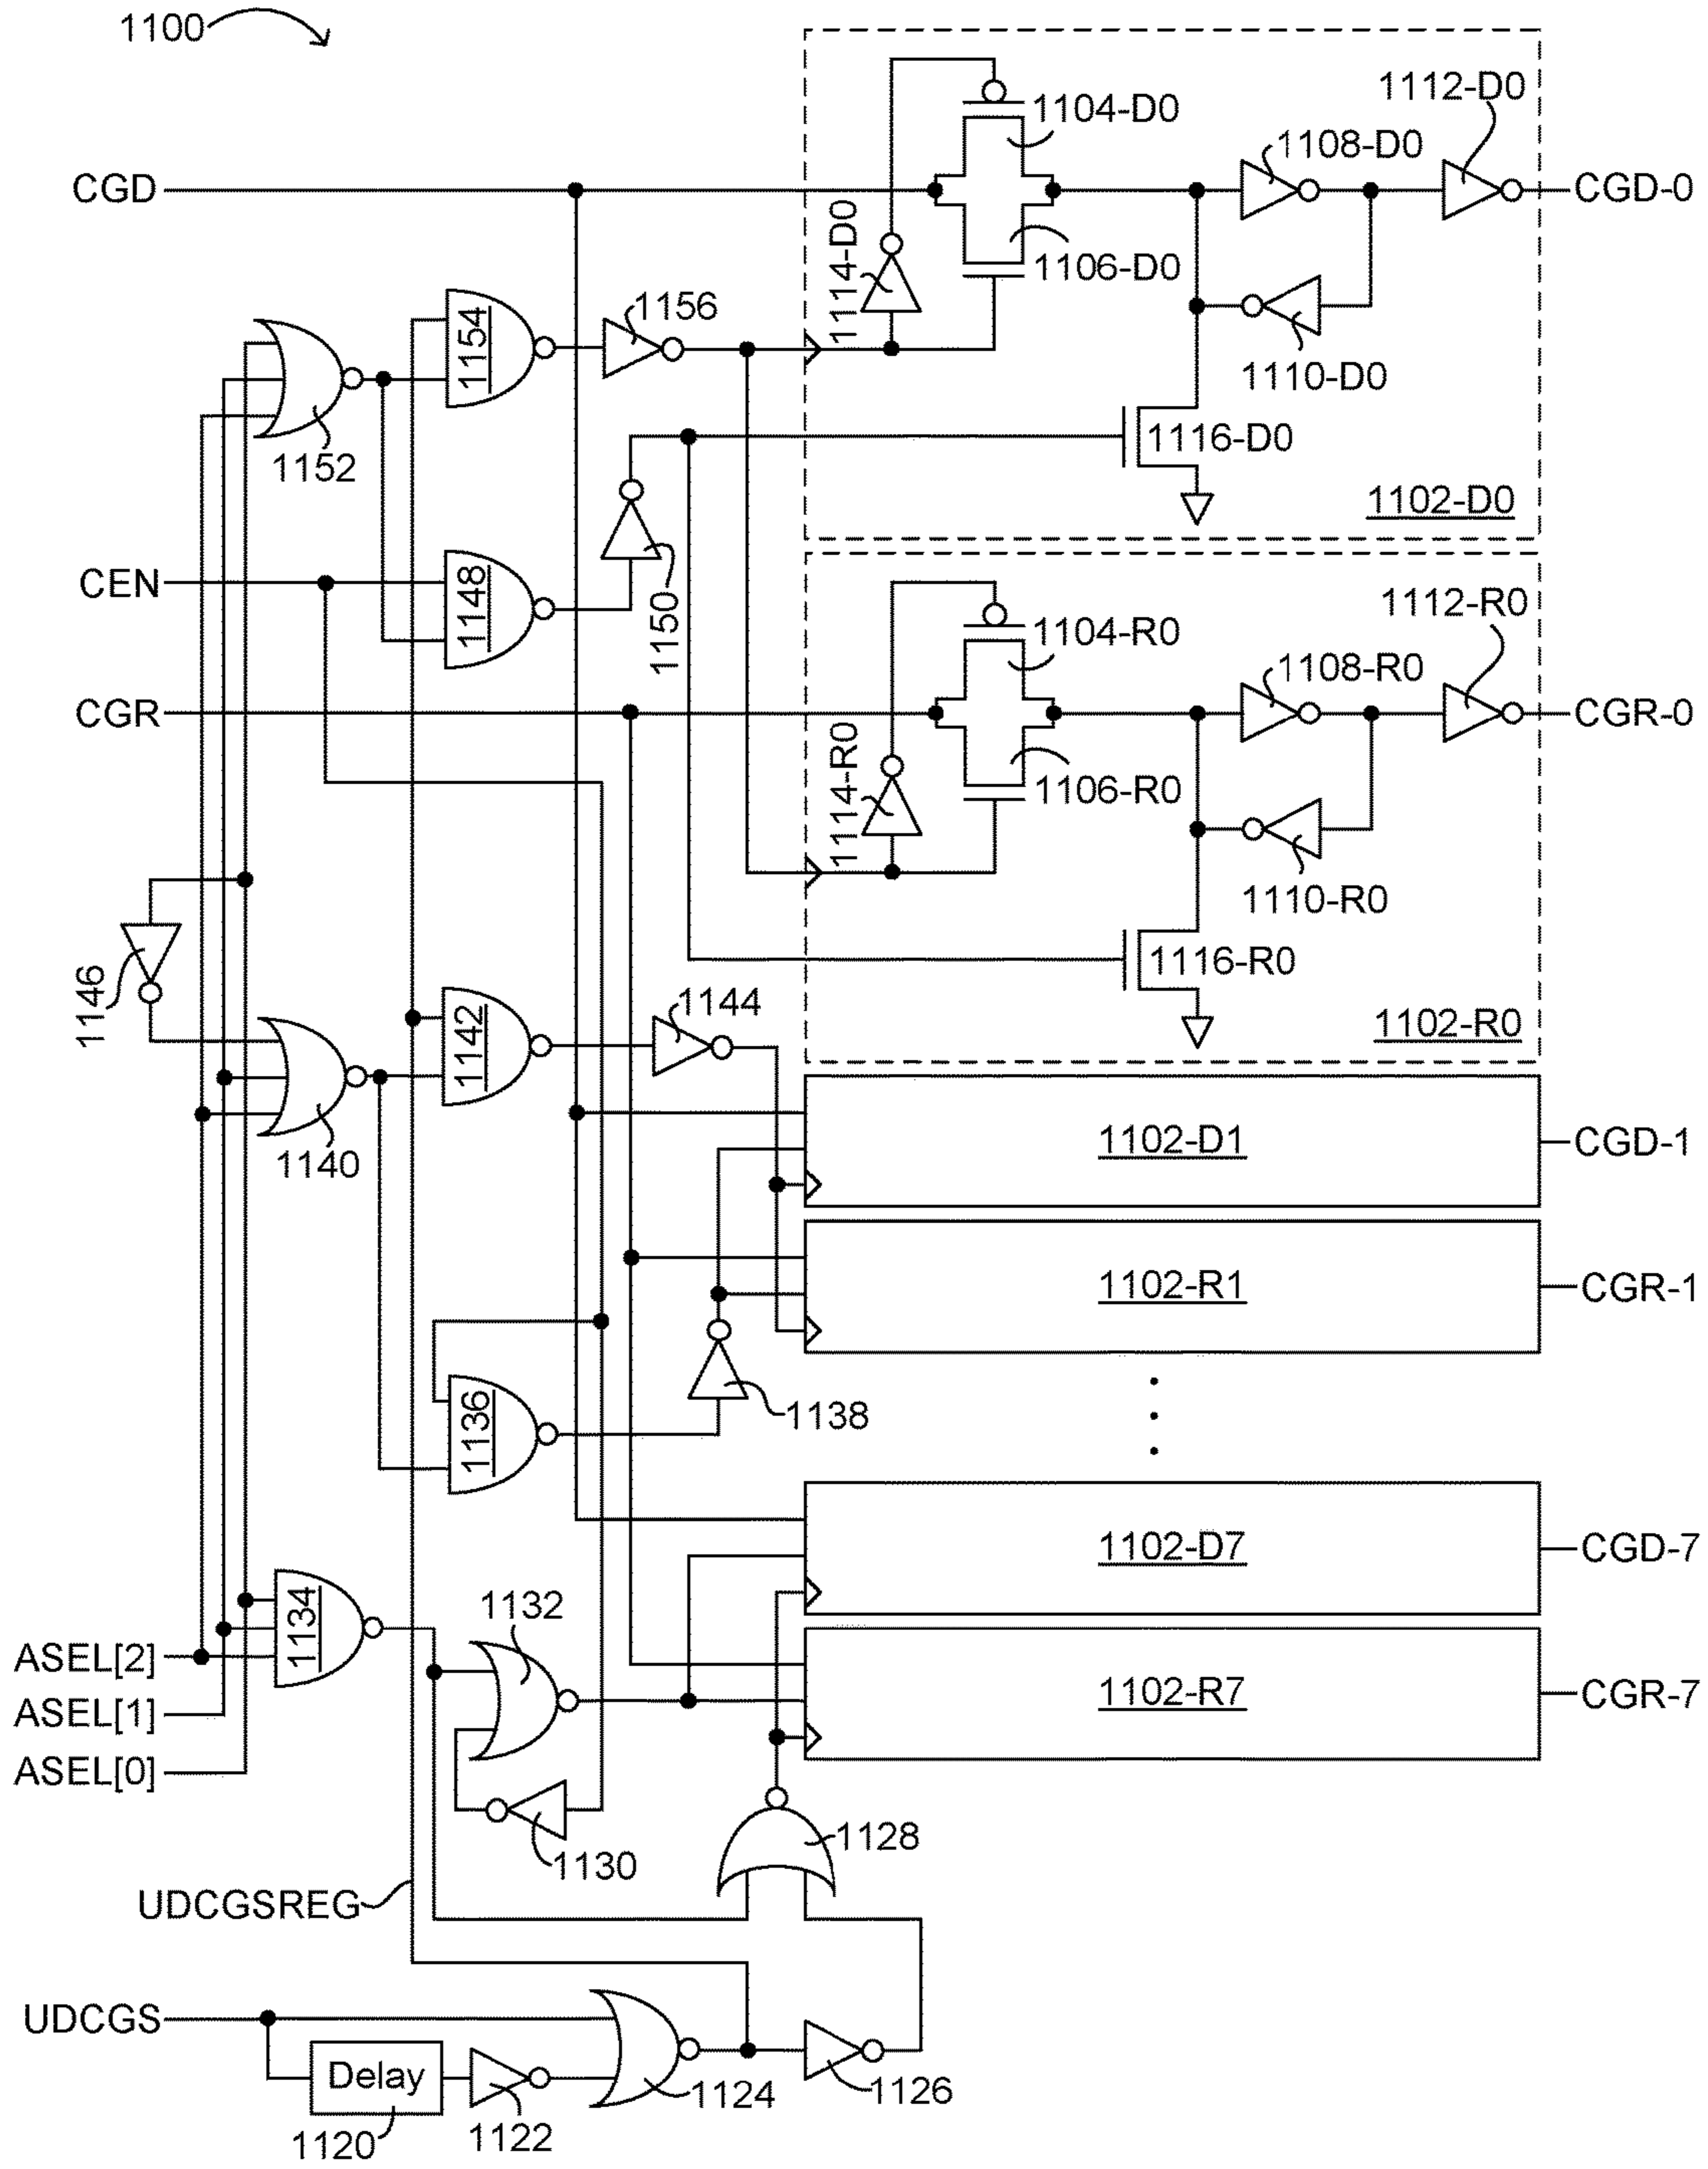 1100
1112-D0
1104-D0
1108-D0
CGD
CGD-0
1114-D0
1106-D0
1156
1154
1110-D0
1152
1116-D0
1102-D0
CEN
1148
1150
1112-R0
1104-R0
1108-R0
CGR
CGR-0
1114-R0
1106-R0
1110-R0
1146
1116-R0
1144
1142
1102-R0
1140
1102-D1
CGD-1
1102-R1
CGR-1
1136
1138
1102-D7
CGD-7
1134
1132
ASEL[2]
1102-R7
CGR-7
ASEL[1]
ASEL[0]
1128
1130
UDCGSREG
UDCGS
Delay
1124
1126
1120
1122